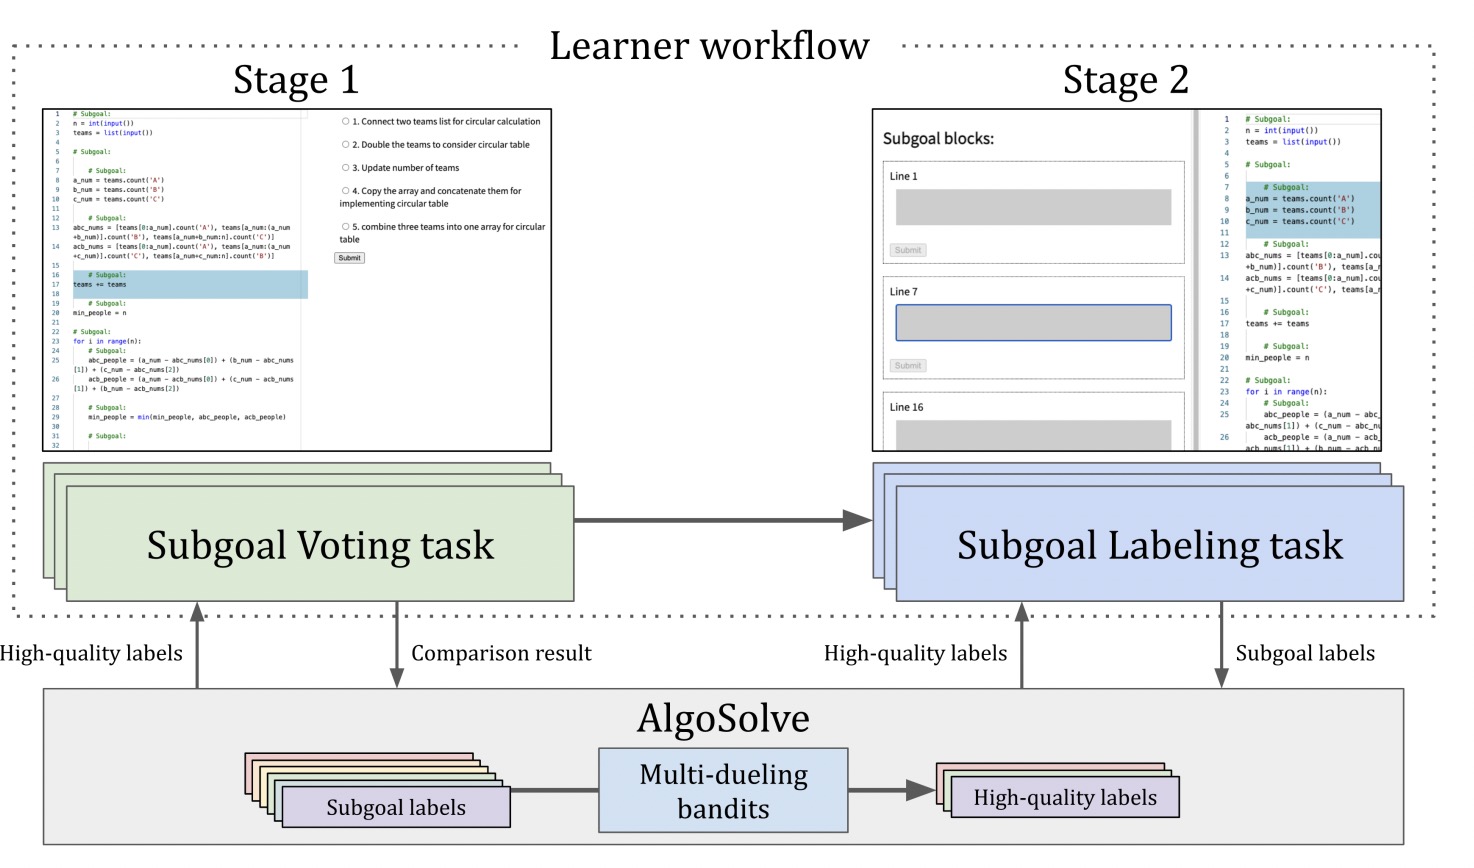 Learner workflow
Stage 1
Stage 2
1 # Subgoal:
2 n = int(input())
3 teams = list(input())
4
5 # Subgoal:
6
7 # Subgoal:
8 a_num = teams.count('A')
9 b_num = teams.count('B')
10 c_num = teams.count('C')
11
12 # Subgoal:
13 abc_nums = [teams[0:a_num].count('A'), teams[a_num:(a_num
+b_num)].count('B'), teams[a_num+b_num:n].count('C')]
14 acb_nums = [teams[0:a_num].count('A'), teams[a_num:(a_num
+c_num)].count('C'), teams[a_num+c_num:n].count('B')]
15
16 # Subgoal:
17 teams += teams
18
19 # Subgoal:
20 min_people = n
21
22 # Subgoal:
23 for i in range(n):
24 # Subgoal:
25 abc_people = (a_num - abc_nums[0]) + (b_num - abc_nums
[1]) + (c_num - abc_nums[2])
26 acb_people = (a_num - acb_nums[0]) + (c_num - acb_nums
[1]) + (b_num - acb_nums[2])
27
28 # Subgoal:
29 min_people = min(min_people, abc_people, acb_people)
30
31 # Subgoal:
32
1. Connect two teams list for circular calculation
2. Double the teams to consider circular table
3. Update number of teams
4. Copy the array and concatenate them for
implementing circular table
5. combine three teams into one array for circular
table
Submit
Subgoal blocks:
Line 1
Submit
Line 7
Submit
Line 16
1 # Subgoal:
2 n = int(input())
3 teams = list(input())
4
5 # Subgoal:
6
7 # Subgoal:
8 a_num = teams.count('A')
9 b_num = teams.count('B')
10 c_num = teams.count('C')
11
12 # Subgoal:
13 abc_nums = [teams[0:a_num].cou
+b_num)].count('B'), teams[a_n
14 acb_nums = [teams[0:a_num].cou
+c_num)].count('C'), teams[a_n
15
16 # Subgoal:
17 teams += teams
18
19 # Subgoal:
20 min_people = n
21
22 # Subgoal:
23 for i in range(n):
24 # Subgoal:
25 abc_people = (a_num - abc_
abc_nums[1]) + (c_num - abc_nu
26 acb_people = (a_num - acb_
acb_nums[1]) + (b_num - acb_nu
Subgoal Voting task
Subgoal Labeling task
High-quality labels
Comparison result
High-quality labels
Subgoal labels
AlgoSolve
Subgoal labels
Multi-dueling
bandits
High-quality labels